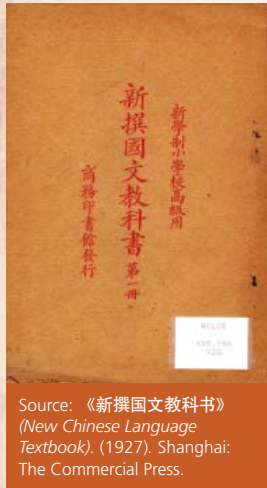 新學制小學校高級用
新撰國文教科書 第一冊
商務印書館發行
Source: 《新撰国文教科书》
(New Chinese Language
Textbook). (1927). Shanghai:
The Commercial Press.